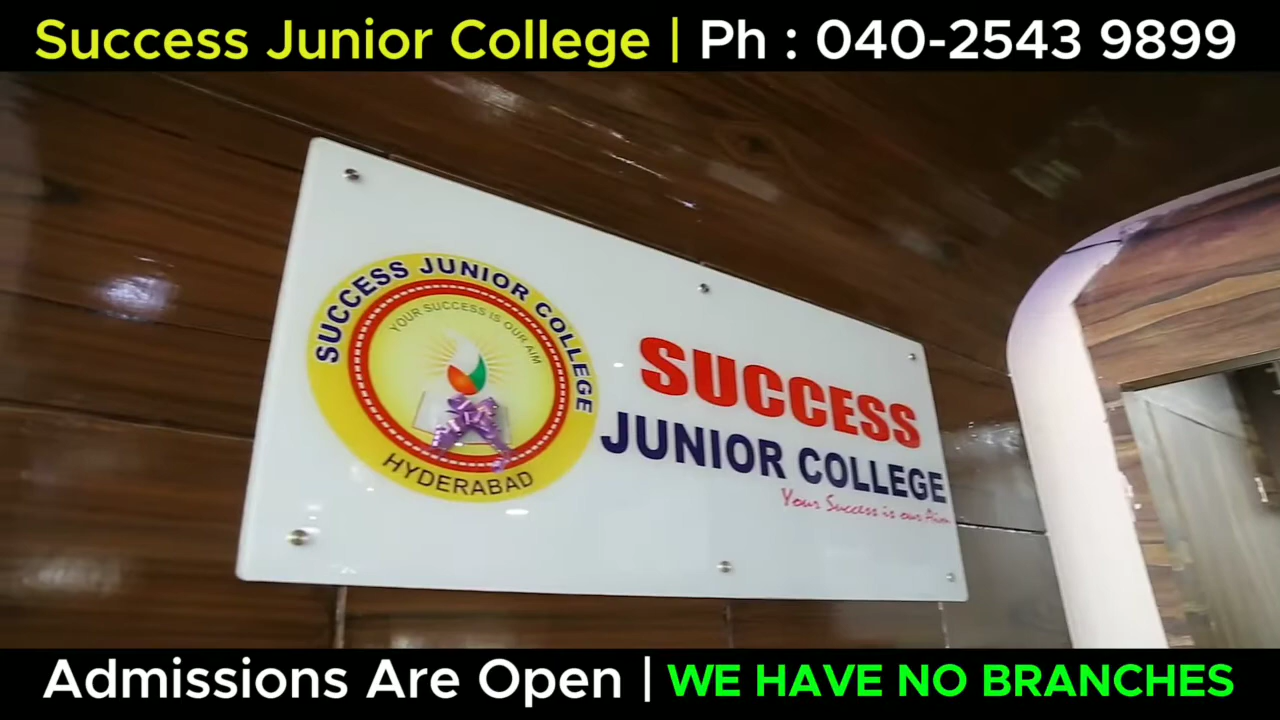 Success Junior College | Ph : 040-2543 9899
SUCCESS JUNIOR COLLEGE
YOUR SUCCESS IS OUR AIM
HYDERABAD
SUCCESS
JUNIOR COLLEGE
Your Success is our Aim
Admissions Are Open | WE HAVE NO BRANCHES